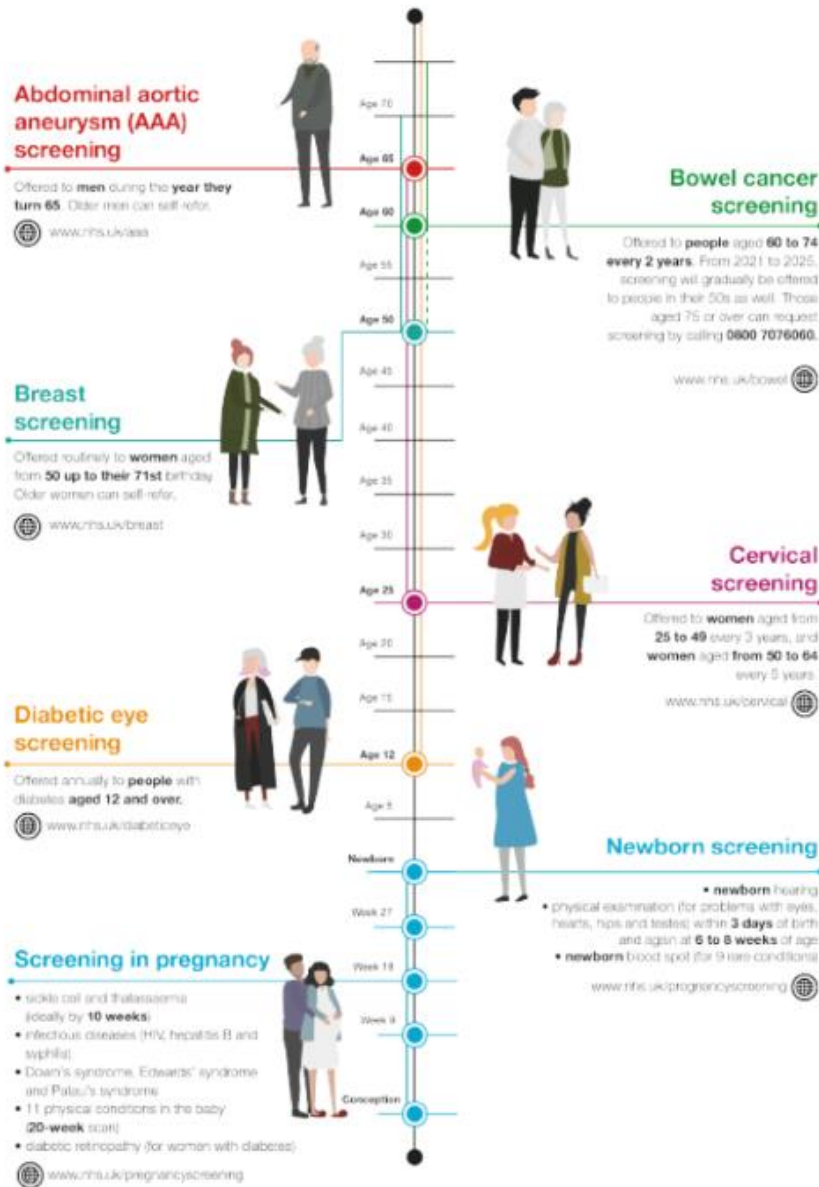 Abdominal aortic
aneurysm (AAA)
screening
Offered to men during the year they
turn 65. Older men can self-refer.
www.nhs.uk/aaa
Age 70
Age 65
Age 60
Age 55
Age 50
Age 45
Age 40
Age 35
Age 30
Age 25
Age 20
Age 15
Age 12
Age 5
Newborn
Week 27
Week 18
Week 9
Conception
Bowel cancer
screening
Offered to people aged 60 to 74
every 2 years. From 2021 to 2025,
screening will gradually be offered
to people in their 50s as well. Those
aged 75 or over can request
screening by calling 0800 7076060.
www.nhs.uk/bowel
Breast
screening
Offered routinely to women aged
from 50 up to their 71st birthday
Older women can self-refer.
www.nhs.uk/breast
Cervical
screening
Offered to women aged from
25 to 49 every 3 years, and
women aged from 50 to 64
every 5 years.
www.nhs.uk/cervical
Diabetic eye
screening
Offered annually to people with
diabetes aged 12 and over.
www.nhs.uk/diabeticeye
Newborn screening
• newborn hearing
• physical examination (for problems with eyes,
hearts, hips and testes) within 3 days of birth
and again at 6 to 8 weeks of age
• newborn blood spot (for 9 rare conditions)
www.nhs.uk/pregnancyscreening
Screening in pregnancy
• sickle cell and thalassaemia
(ideally by 10 weeks)
• infectious diseases (HIV, hepatitis B and
syphilis)
• Down's syndrome, Edwards' syndrome
and Patau's syndrome
• 11 physical conditions in the baby
(20-week scan)
• diabetic retinopathy (for women with diabetes)
www.nhs.uk/pregnancyscreening